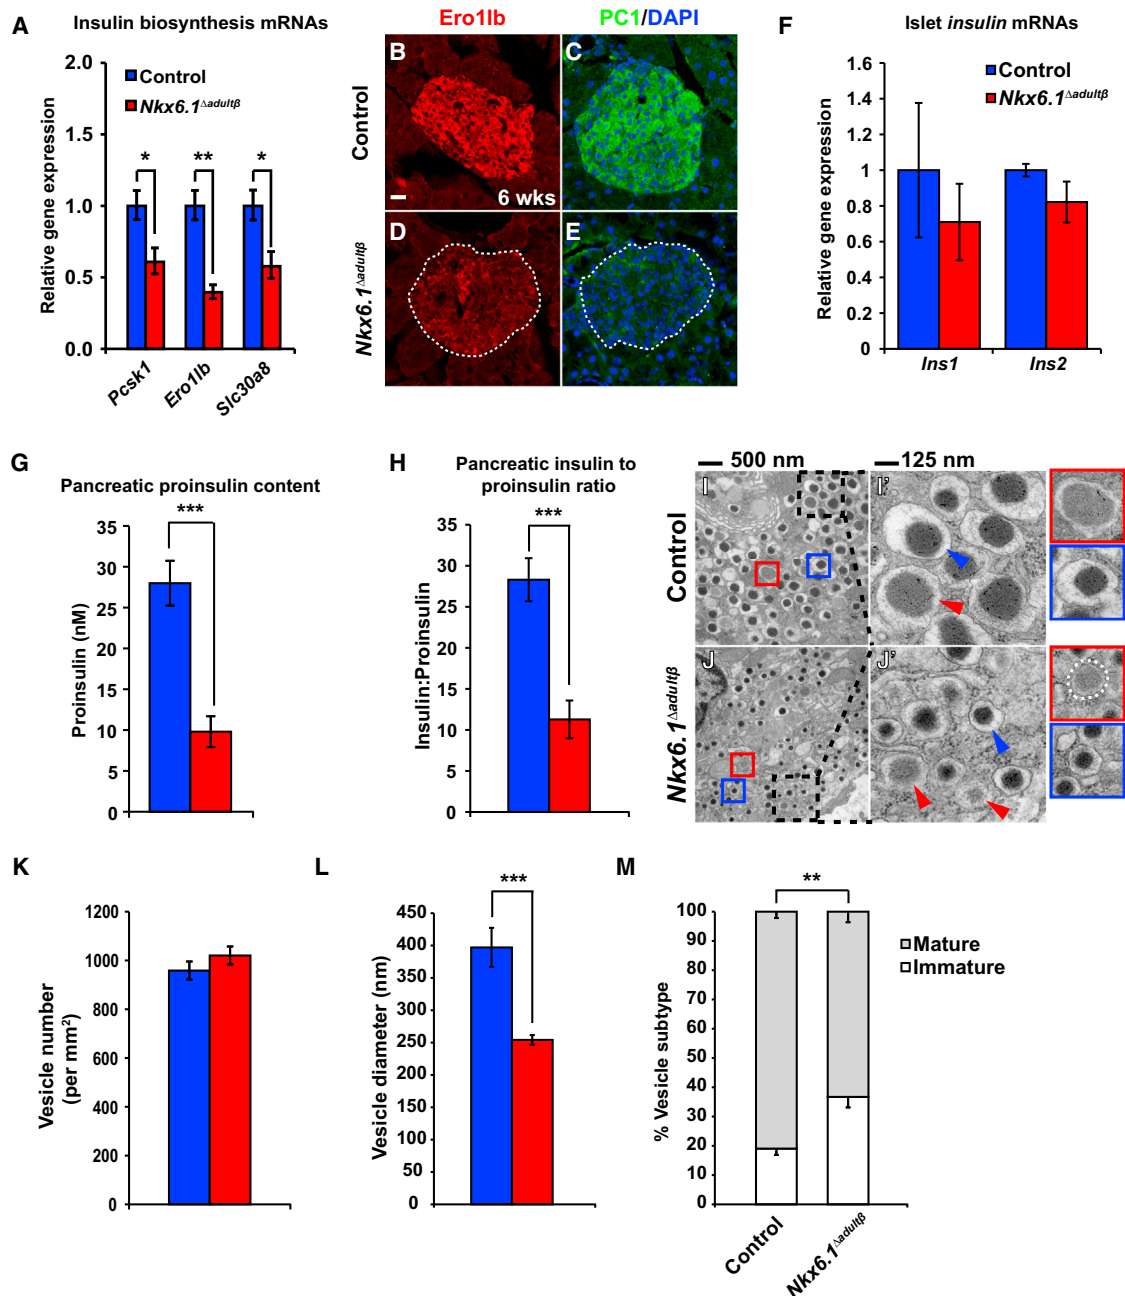 A
Insulin biosynthesis mRNAs
Relative gene expression
2.0
1.5
1.0
0.5
0.0
Control
Nkx6.1Δadultβ
*
**
*
Pcsk1
Ero1lb
Slc30a8
Ero1lb
PC1/DAPI
Control
Nkx6.1Δadultβ
B
6 wks
C
D
E
F
Islet insulin mRNAs
Relative gene expression
1.6
1.4
1.2
1
0.8
0.6
0.4
0.2
0
Control
Nkx6.1Δadultβ
Ins1
Ins2
G
Pancreatic proinsulin content
Proinsulin (nM)
35
30
25
20
15
10
5
0
***
H
Pancreatic insulin to
proinsulin ratio
Insulin:Proinsulin
35
30
25
20
15
10
5
0
***
500 nm
125 nm
Control
Nkx6.1Δadultβ
I
I'
J
J'
K
Vesicle number
(per mm²)
1200
1000
800
600
400
200
0
L
Vesicle diameter (nm)
450
400
350
300
250
200
150
100
50
0
***
M
% Vesicle subtype
100
90
80
70
60
50
40
30
20
10
0
**
Mature
Immature
Control
Nkx6.1Δadultβ